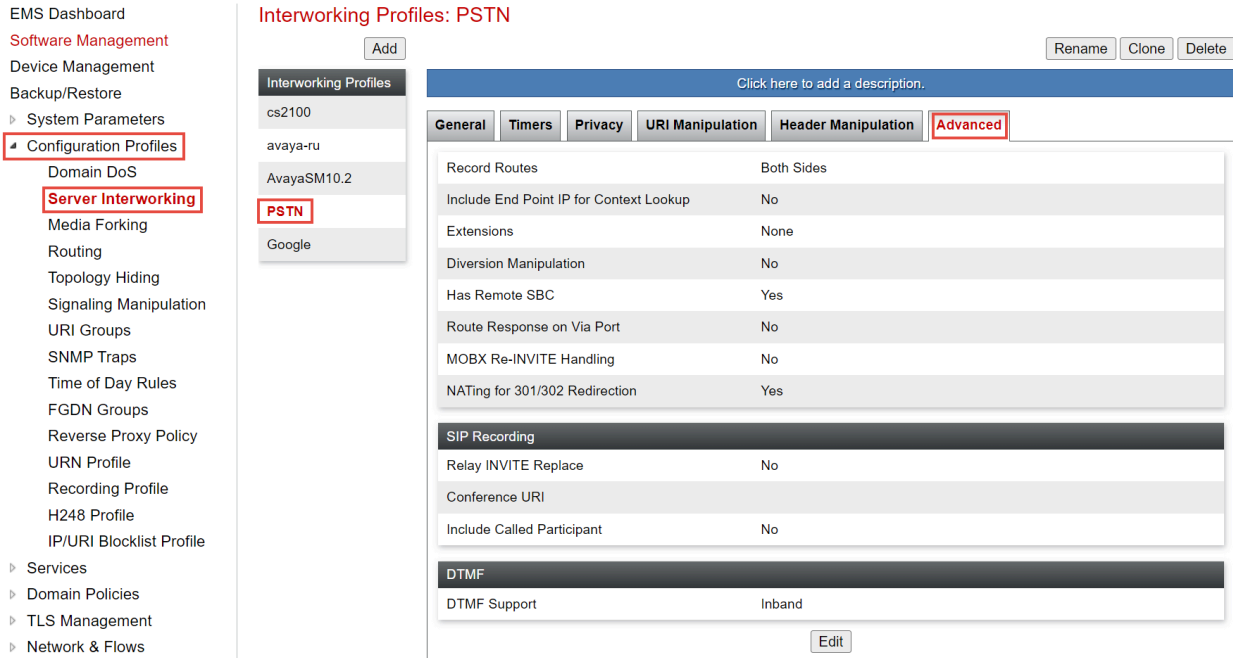 EMS Dashboard
Software Management
Device Management
Backup/Restore
System Parameters
Configuration Profiles
Domain DoS
Server Interworking
Media Forking
Routing
Topology Hiding
Signaling Manipulation
URI Groups
SNMP Traps
Time of Day Rules
FGDN Groups
Reverse Proxy Policy
URN Profile
Recording Profile
H248 Profile
IP/URI Blocklist Profile
Services
Domain Policies
TLS Management
Network & Flows
Interworking Profiles: PSTN
Add
Rename Clone Delete
Interworking Profiles
cs2100
avaya-ru
AvayaSM10.2
PSTN
Google
Click here to add a description.
General Timers Privacy URI Manipulation Header Manipulation Advanced
Record Routes Both Sides
Include End Point IP for Context Lookup No
Extensions None
Diversion Manipulation No
Has Remote SBC Yes
Route Response on Via Port No
MOBX Re-INVITE Handling No
NATing for 301/302 Redirection Yes
SIP Recording
Relay INVITE Replace No
Conference URI
Include Called Participant No
DTMF
DTMF Support Inband
Edit